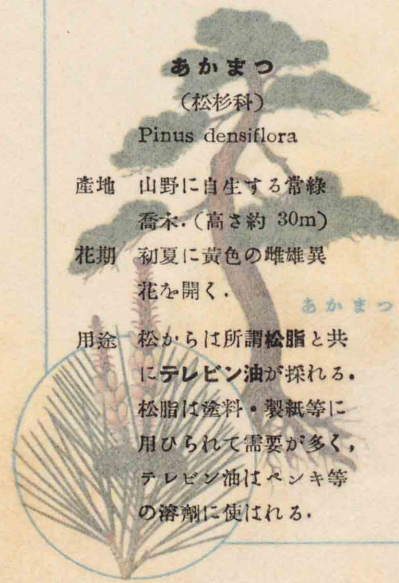 あかまつ
(松杉科)
Pinus densiflora
產地 山野に自生する常綠
喬木.(高さ約 30m)
花期 初夏に黃色の雌雄異
花を開く.
あかまつ
用途 松からは所謂松脂と共
にテレビン油が採れる.
松脂は塗料・製紙等に
用ひられて需要が多く,
テレビン油はペンキ等
の溶劑に使はれる.